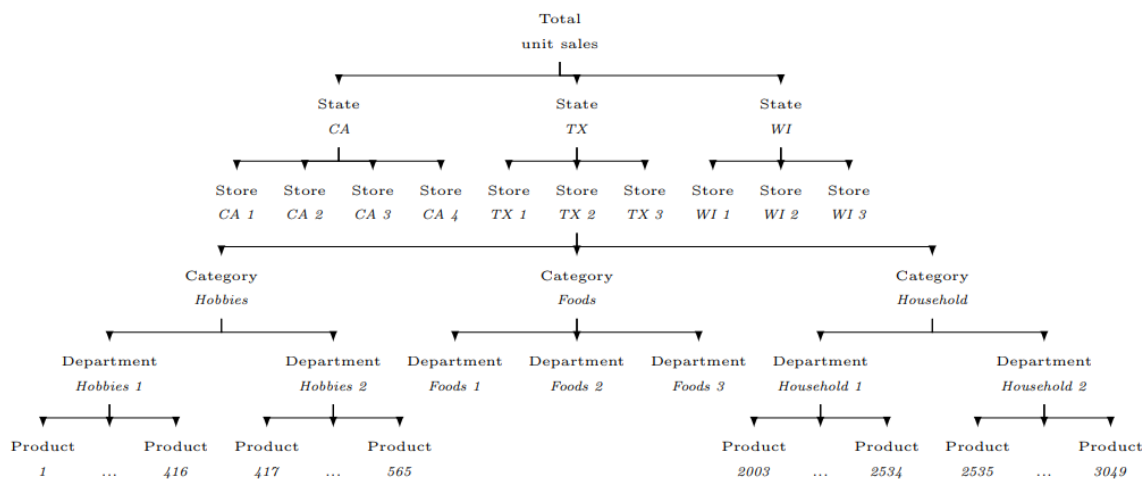 Total
unit sales
State State State
CA TX WI
Store Store Store Store Store Store Store Store Store Store
CA 1 CA 2 CA 3 CA 4 TX 1 TX 2 TX 3 WI 1 WI 2 WI 3
Category Category Category
Hobbies Foods Household
Department Department Department Department Department Department Department
Hobbies 1 Hobbies 2 Foods 1 Foods 2 Foods 3 Household 1 Household 2
Product Product Product Product Product Product Product Product
1 ... 416 417 ... 565 2003 ... 2534 2535 ... 3049